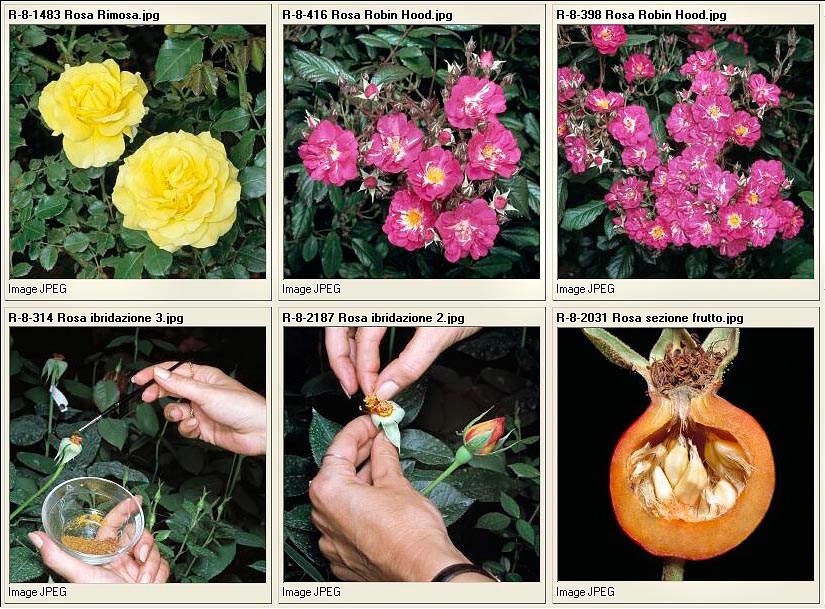 R-8-1483 Rosa Rimosa.jpg
R-8-416 Rosa Robin Hood.jpg
R-8-398 Rosa Robin Hood.jpg
Image JPEG
Image JPEG
Image JPEG
R-8-314 Rosa ibridazione 3.jpg
R-8-2187 Rosa ibridazione 2.jpg
R-8-2031 Rosa sezione frutto.jpg
Image JPEG
Image JPEG
Image JPEG